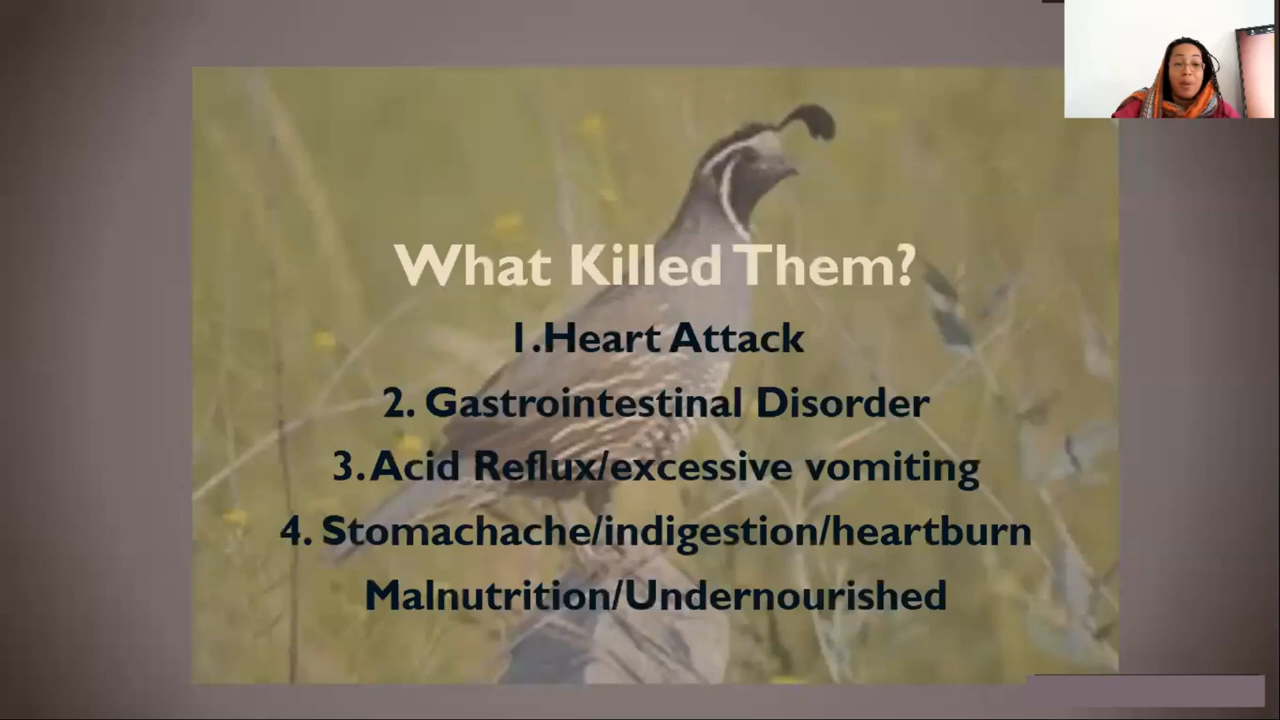 What Killed Them?
1.Heart Attack
2. Gastrointestinal Disorder
3.Acid Reflux/excessive vomiting
4. Stomachache/indigestion/heartburn
Malnutrition/Undernourished